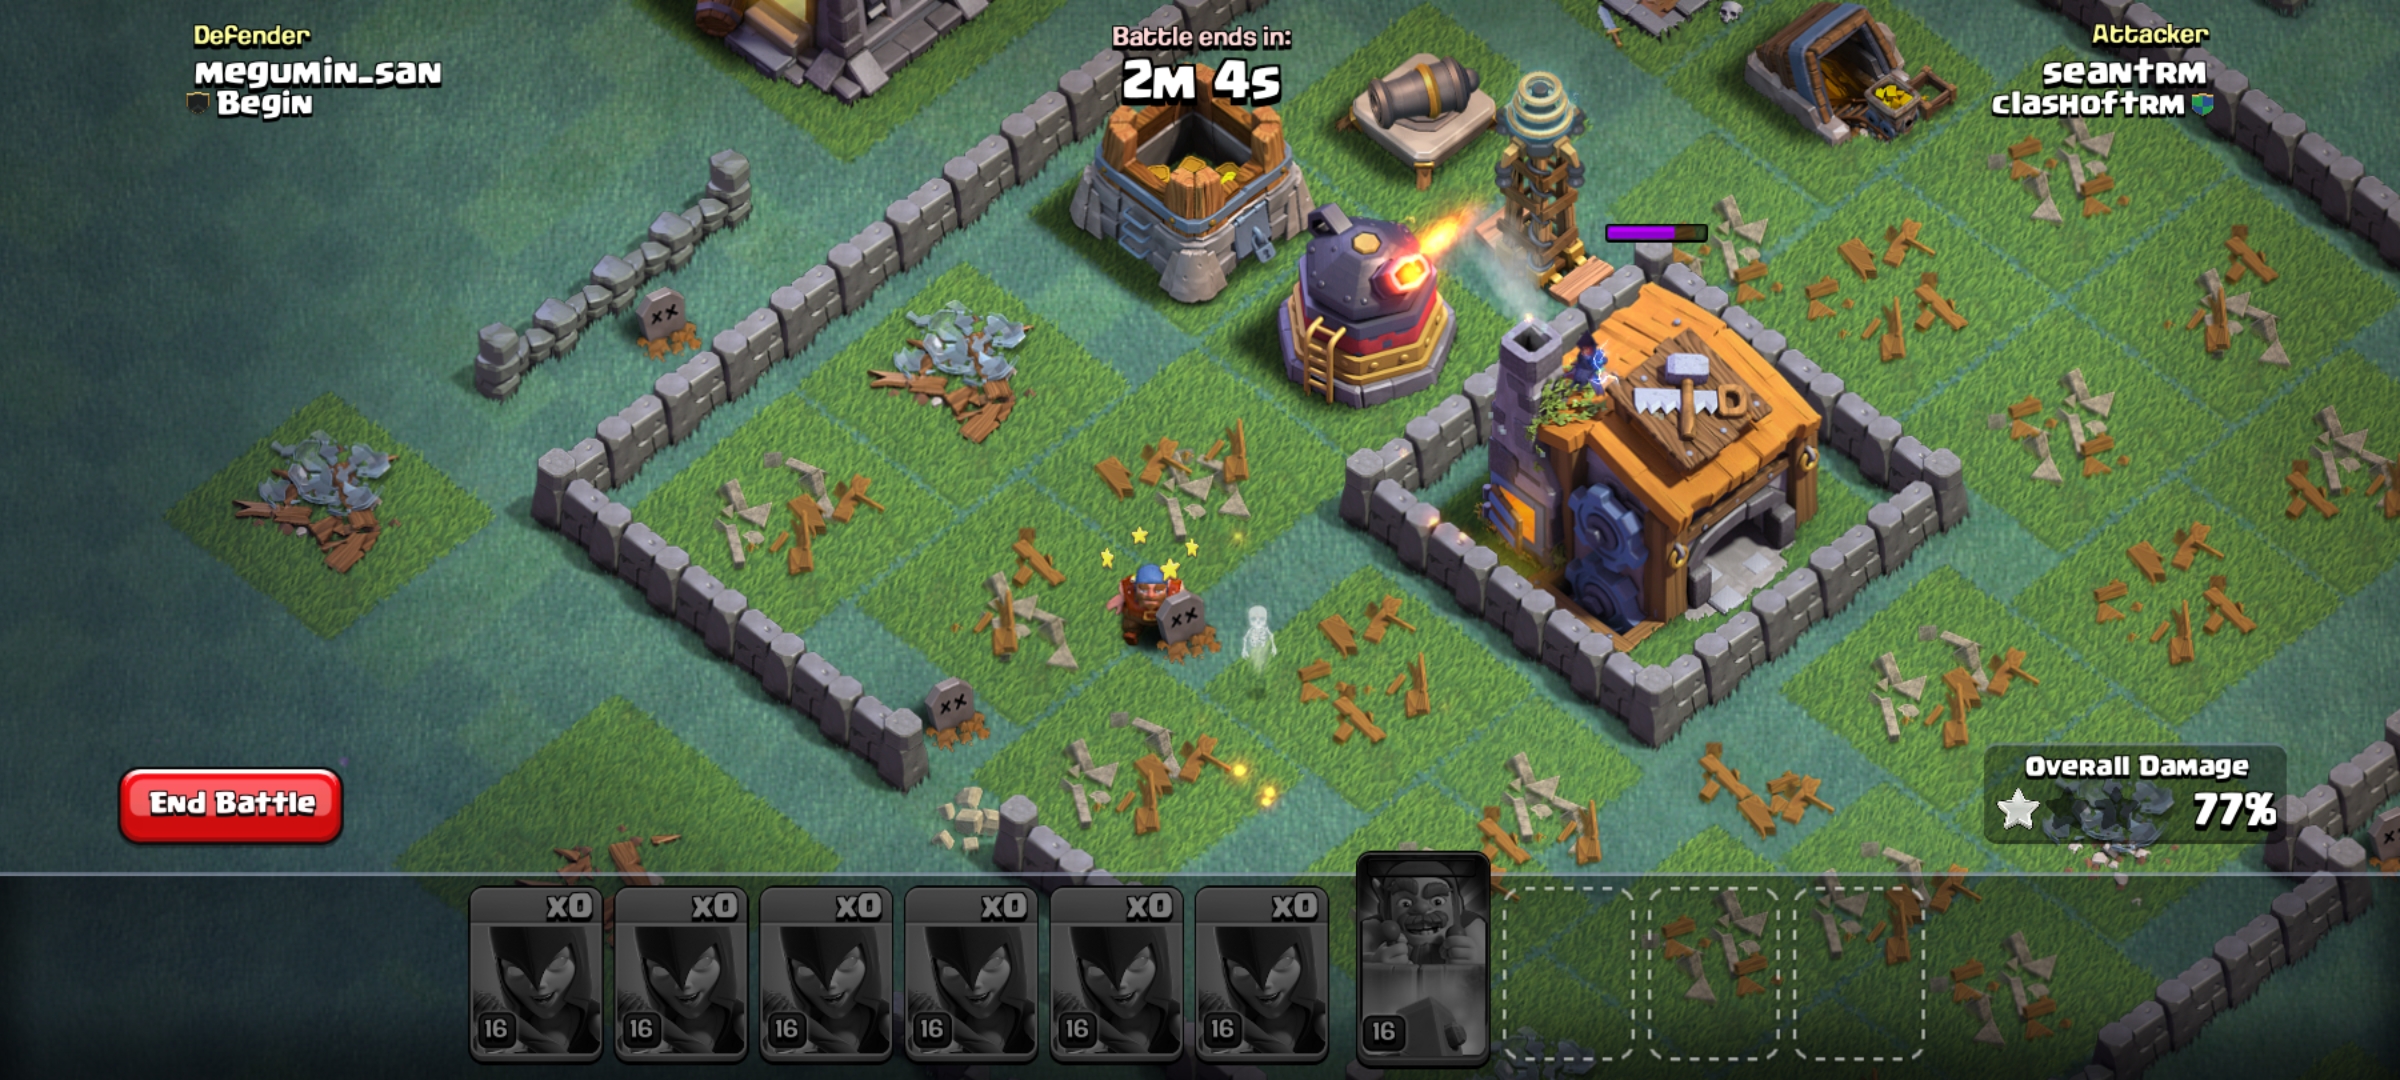 Defender
megumin_san
Begin
Battle ends in:
2m 4s
Attacker
seantrm
clashoftrm
End Battle
Overall Damage
77%
x0
x0
x0
x0
x0
x0
16
16
16
16
16
16
16